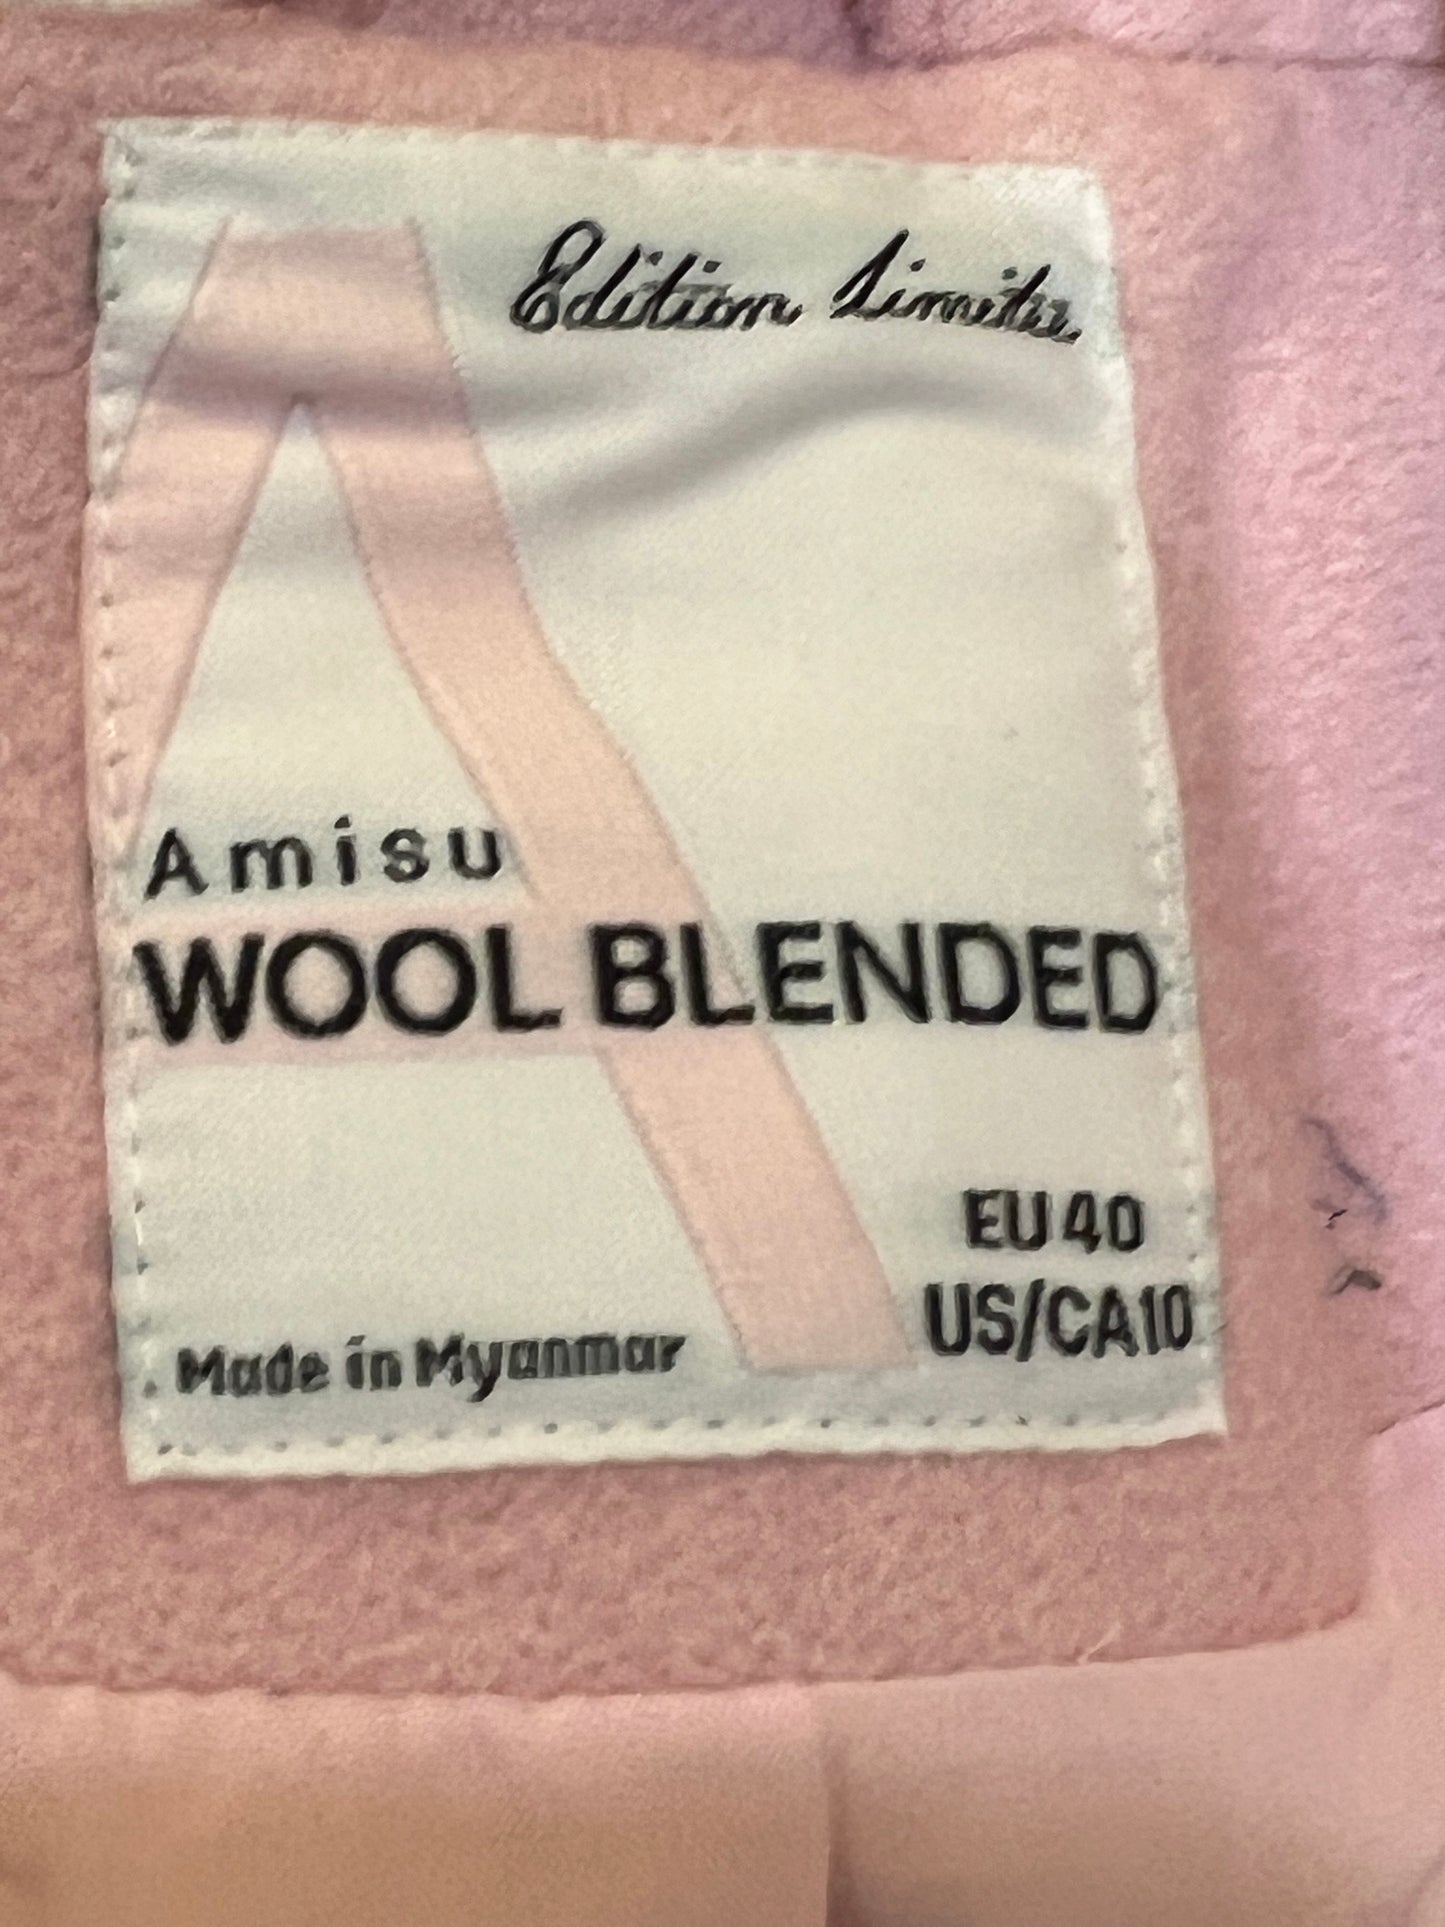 Edition Limitée
Amisu
WOOL BLENDED
EU 40
US/CA10
Made in Myanmar